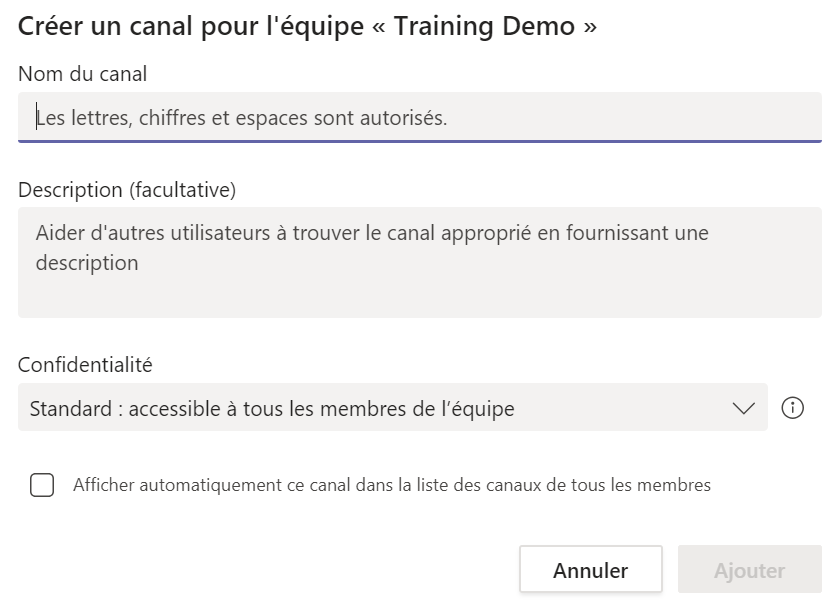 Créer un canal pour l'équipe « Training Demo »
Nom du canal
Les lettres, chiffres et espaces sont autorisés.
Description (facultative)
Aider d'autres utilisateurs à trouver le canal approprié en fournissant une
description
Confidentialité
Standard : accessible à tous les membres de l’équipe
Afficher automatiquement ce canal dans la liste des canaux de tous les membres
Annuler
Ajouter